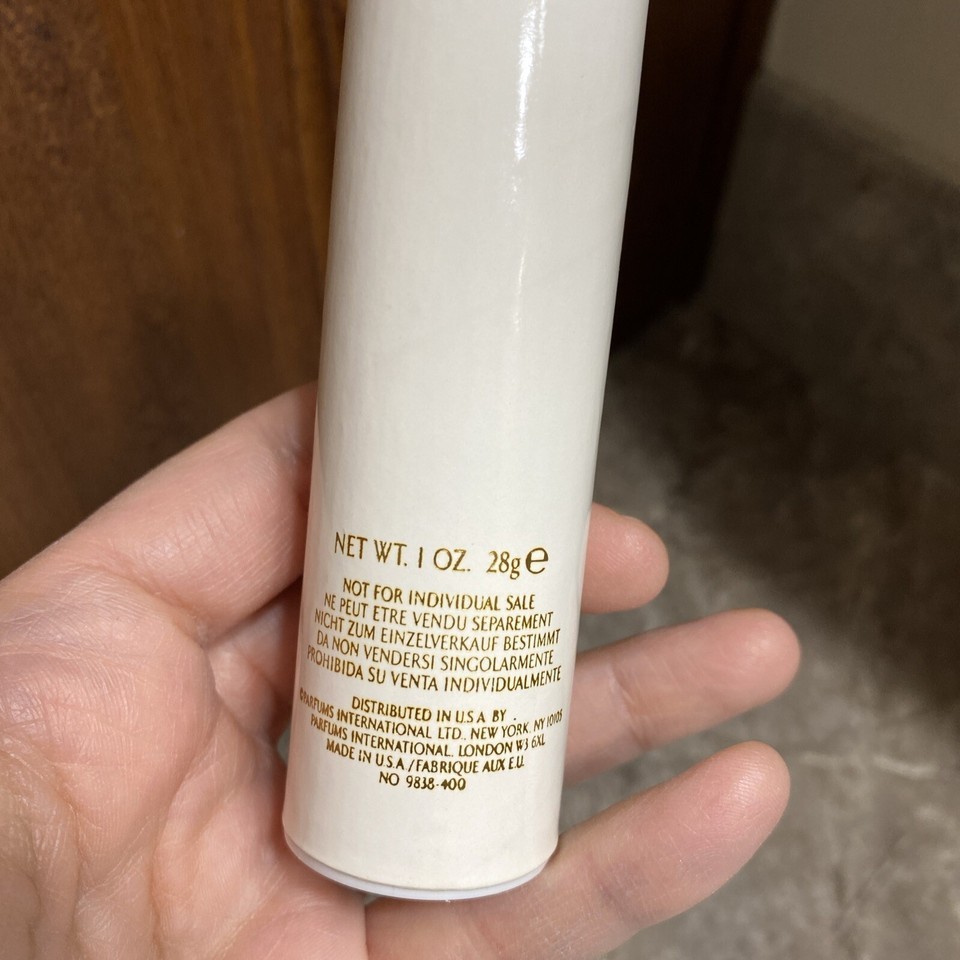 NET WT. 1 OZ. 28g℮
NOT FOR INDIVIDUAL SALE
NE PEUT ETRE VENDU SEPAREMENT
NICHT ZUM EINZELVERKAUF BESTIMMT
DA NON VENDERSI SINGOLARMENTE
PROHIBIDA SU VENTA INDIVIDUALMENTE
DISTRIBUTED IN U.S.A. BY
©PARFUMS INTERNATIONAL LTD., NEW YORK, NY 10105
PARFUMS INTERNATIONAL, LONDON W3 6XL
MADE IN U.S.A./FABRIQUE AUX E.U.
NO 9838-400